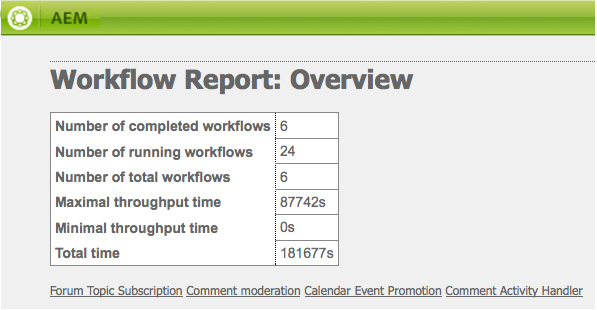 AEM
Workflow Report: Overview
Number of completed workflows 6
Number of running workflows 24
Number of total workflows 6
Maximal throughput time 87742s
Minimal throughput time 0s
Total time 181677s
Forum Topic Subscription Comment moderation Calendar Event Promotion Comment Activity Handler